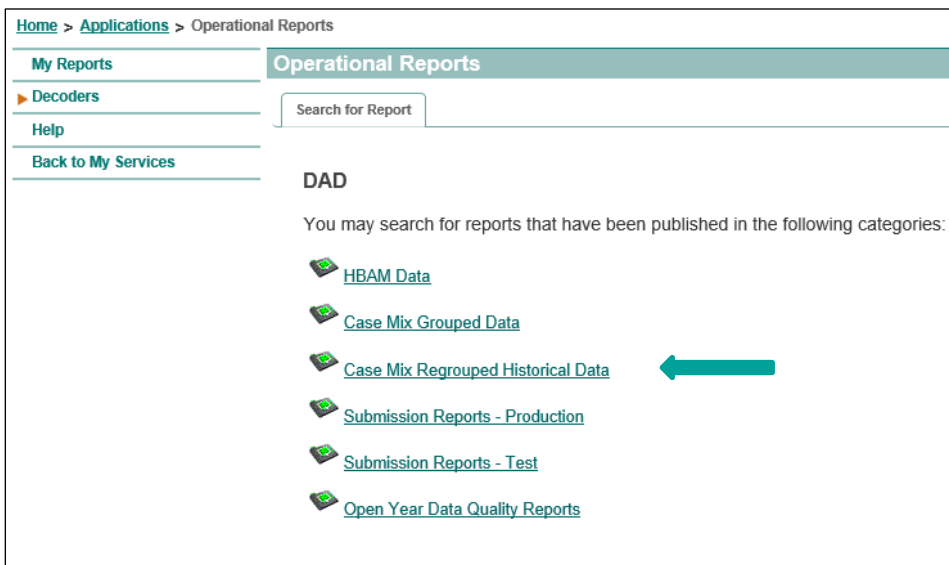 Home > Applications > Operational Reports
My Reports
Decoders
Help
Back to My Services
Operational Reports
Search for Report
DAD
You may search for reports that have been published in the following categories:
HBAM Data
Case Mix Grouped Data
Case Mix Regrouped Historical Data
Submission Reports - Production
Submission Reports - Test
Open Year Data Quality Reports